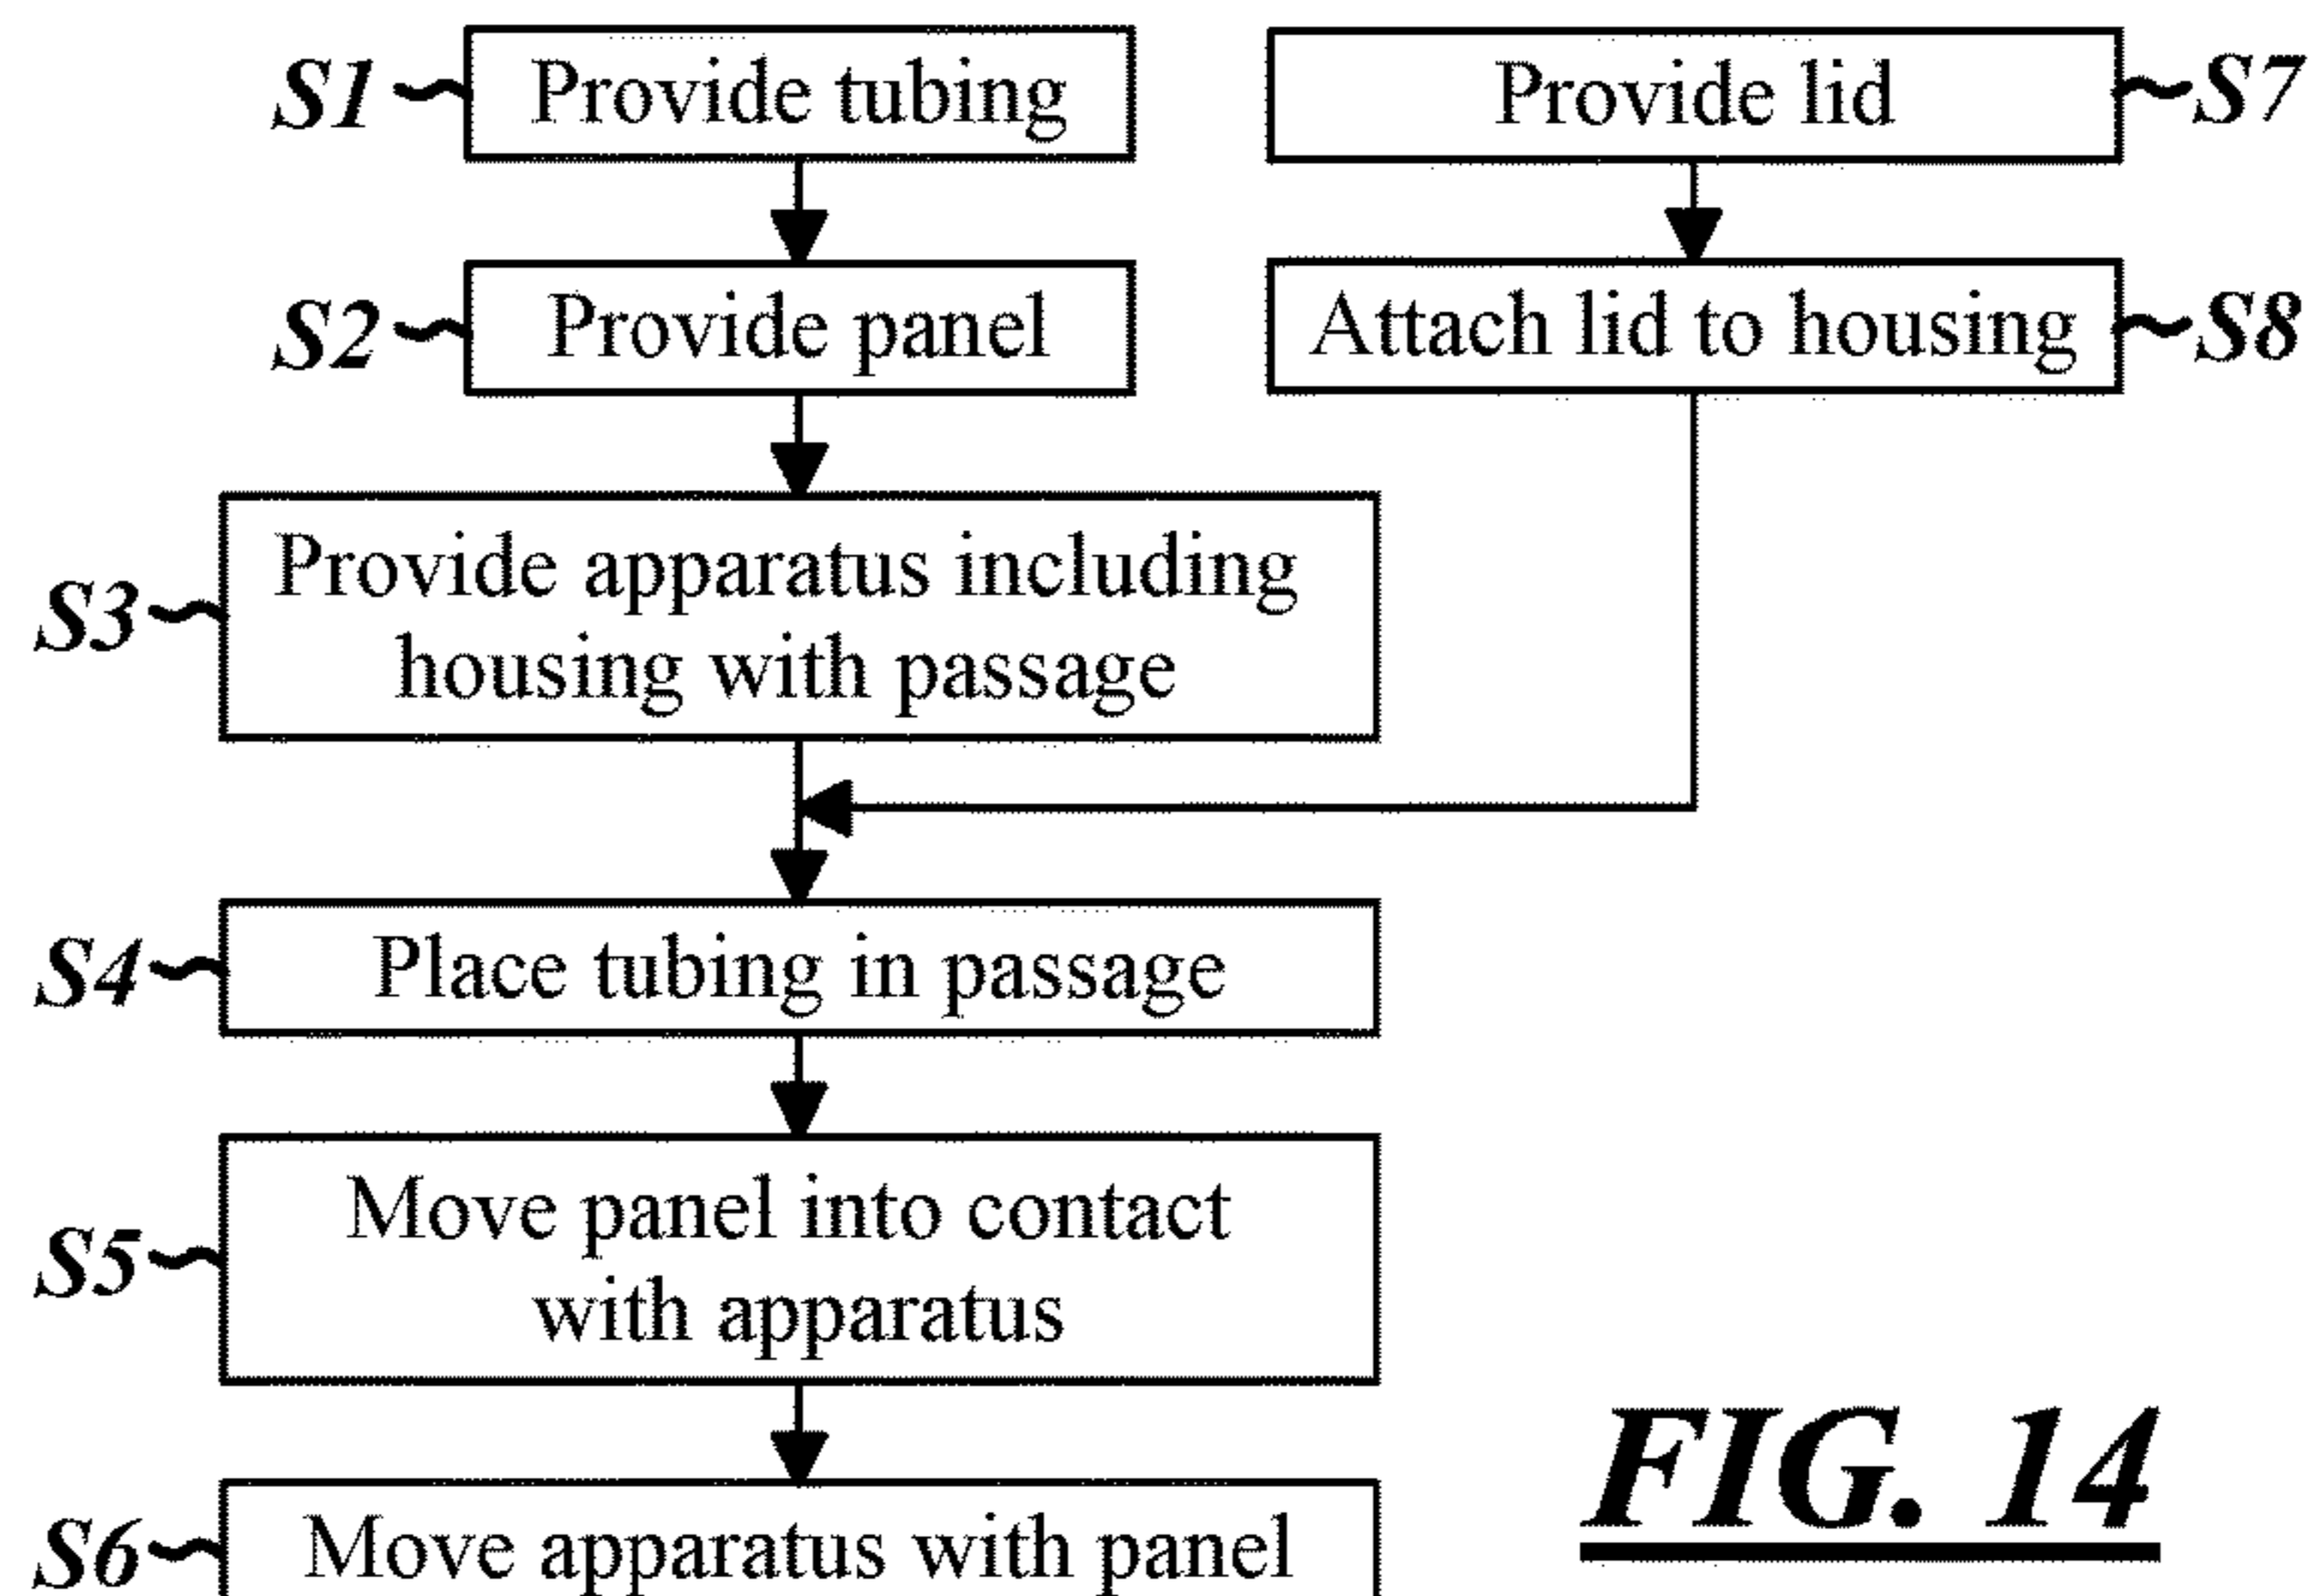 S1
Provide tubing
Provide lid
S7
S2
Provide panel
Attach lid to housing
S8
S3
Provide apparatus including
housing with passage
S4
Place tubing in passage
S5
Move panel into contact
with apparatus
S6
Move apparatus with panel
FIG. 14